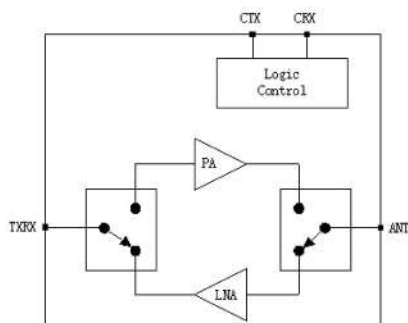 CTX CRX
Logic
Control
PA
TXRX
ANT
LNA